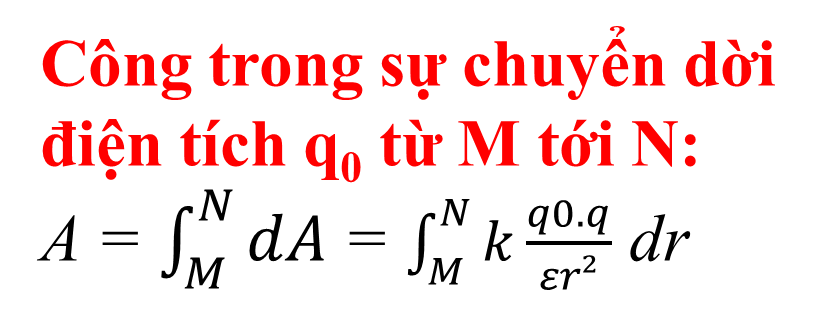 Công trong sự chuyển dời
điện tích q₀ từ M tới N:
A = ∫_M^N dA = ∫_M^N k (q0.q)/(εr²) dr